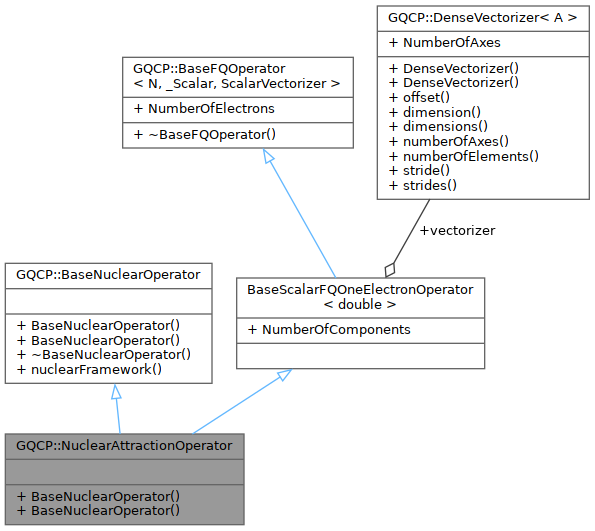 GQCP::DenseVectorizer< A >
+ NumberOfAxes
+ DenseVectorizer()
+ DenseVectorizer()
+ offset()
+ dimension()
+ dimensions()
+ numberOfAxes()
+ numberOfElements()
+ stride()
+ strides()
GQCP::BaseFQOperator
< N, _Scalar, ScalarVectorizer >
+ NumberOfElectrons
+ ~BaseFQOperator()
+vectorizer
GQCP::BaseNuclearOperator
+ BaseNuclearOperator()
+ BaseNuclearOperator()
+ ~BaseNuclearOperator()
+ nuclearFramework()
BaseScalarFQOneElectronOperator
< double >
+ NumberOfComponents
GQCP::NuclearAttractionOperator
+ BaseNuclearOperator()
+ BaseNuclearOperator()